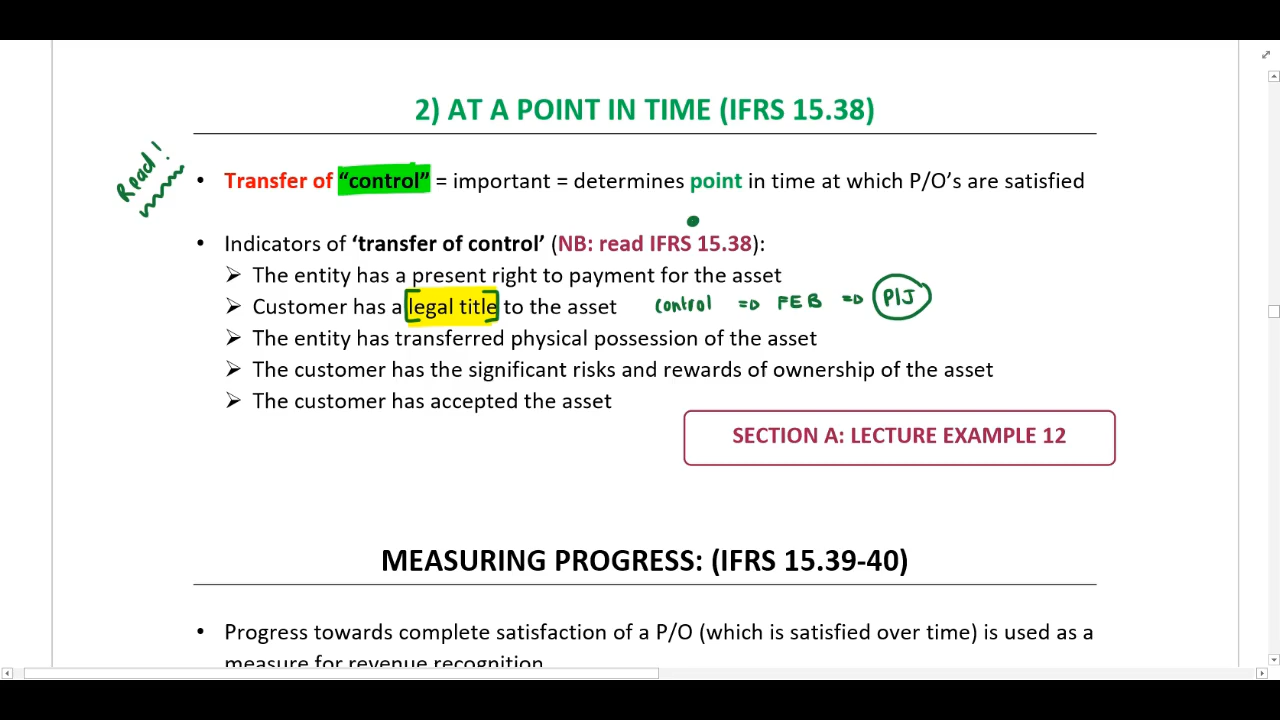 2) AT A POINT IN TIME (IFRS 15.38)
Read!
• Transfer of “control” = important = determines point in time at which P/O’s are satisfied
• Indicators of ‘transfer of control’ (NB: read IFRS 15.38):
➢ The entity has a present right to payment for the asset
➢ Customer has a [legal title] to the asset control => FEB => PIJ
➢ The entity has transferred physical possession of the asset
➢ The customer has the significant risks and rewards of ownership of the asset
➢ The customer has accepted the asset
SECTION A: LECTURE EXAMPLE 12
MEASURING PROGRESS: (IFRS 15.39-40)
• Progress towards complete satisfaction of a P/O (which is satisfied over time) is used as a
measure for revenue recognition